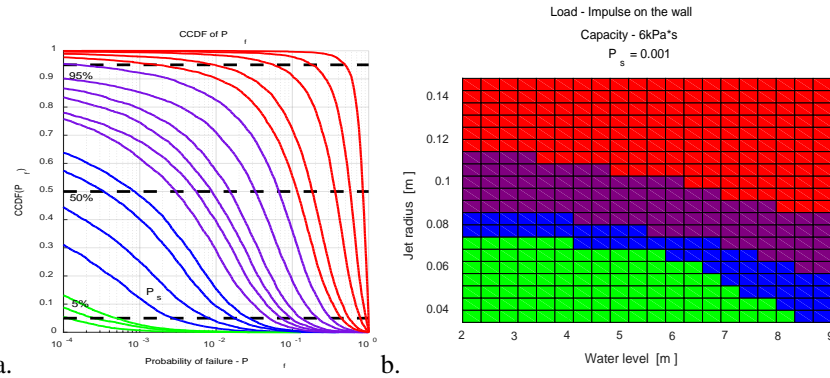 CCDF of P
f
1
0.9
0.8
0.7
0.6
0.5
0.4
0.3
0.2
0.1
0
95%
50%
5%
P
s
CCDF(P
f
)
10 -4
10 -3
10 -2
10 -1
10 0
Probability of failure - P
f
a.
Load - Impulse on the wall
Capacity - 6kPa*s
P
s
= 0.001
0.14
0.12
0.1
0.08
0.06
0.04
Jet radius [m]
2 3 4 5 6 7 8 9
Water level [m]
b.